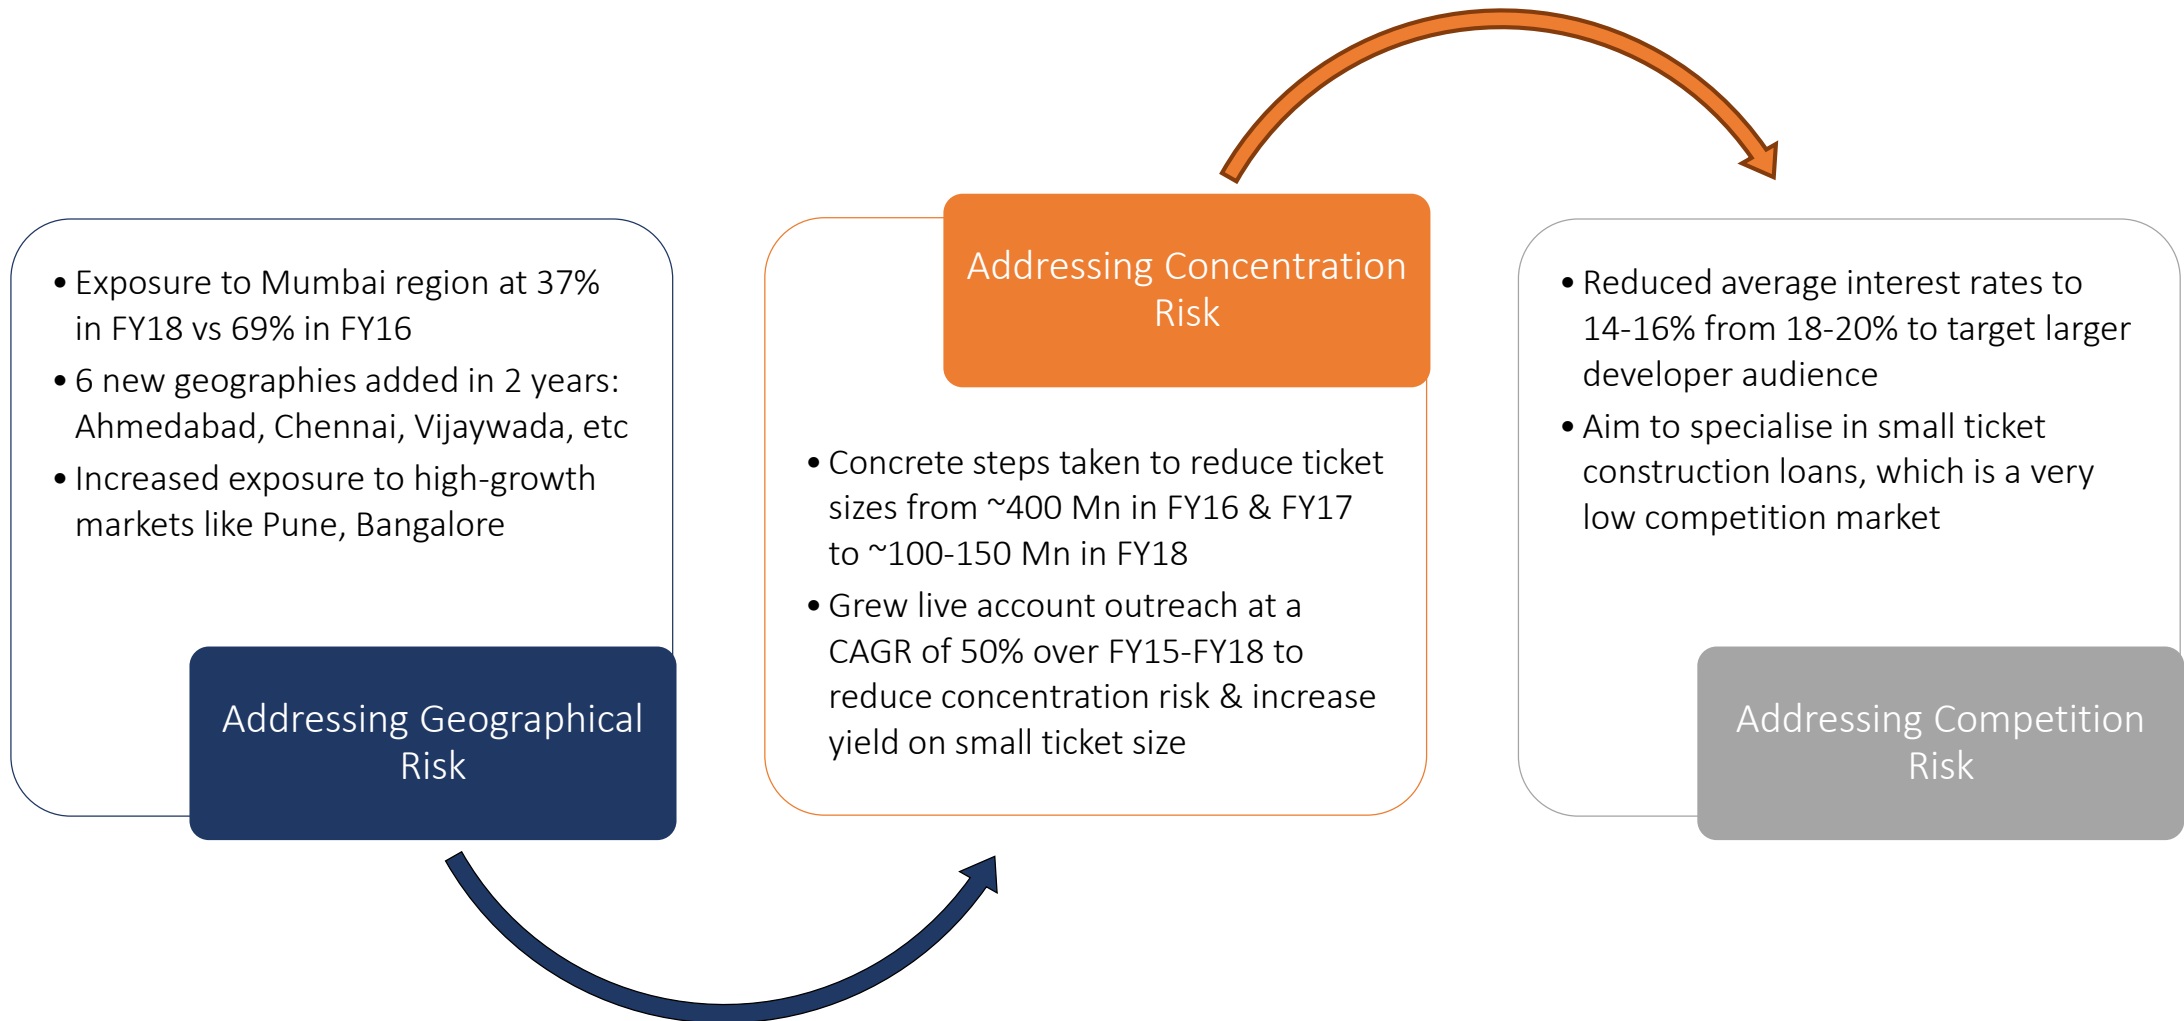 • Exposure to Mumbai region at 37%
in FY18 vs 69% in FY16
• 6 new geographies added in 2 years:
Ahmedabad, Chennai, Vijaywada, etc
• Increased exposure to high-growth
markets like Pune, Bangalore
Addressing Geographical
Risk
Addressing Concentration
Risk
• Concrete steps taken to reduce ticket
sizes from ~400 Mn in FY16 & FY17
to ~100-150 Mn in FY18
• Grew live account outreach at a
CAGR of 50% over FY15-FY18 to
reduce concentration risk & increase
yield on small ticket size
• Reduced average interest rates to
14-16% from 18-20% to target larger
developer audience
• Aim to specialise in small ticket
construction loans, which is a very
low competition market
Addressing Competition
Risk